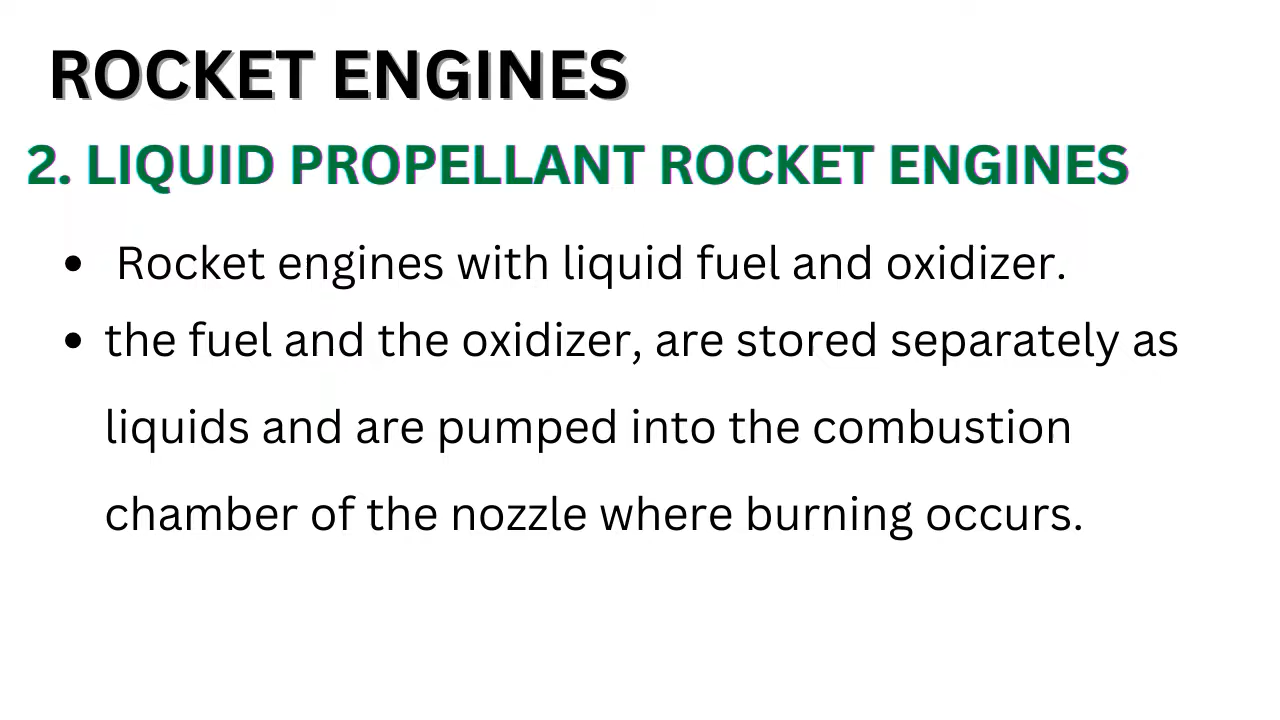 ROCKET ENGINES
2. LIQUID PROPELLANT ROCKET ENGINES
• Rocket engines with liquid fuel and oxidizer.
• the fuel and the oxidizer, are stored separately as
liquids and are pumped into the combustion
chamber of the nozzle where burning occurs.